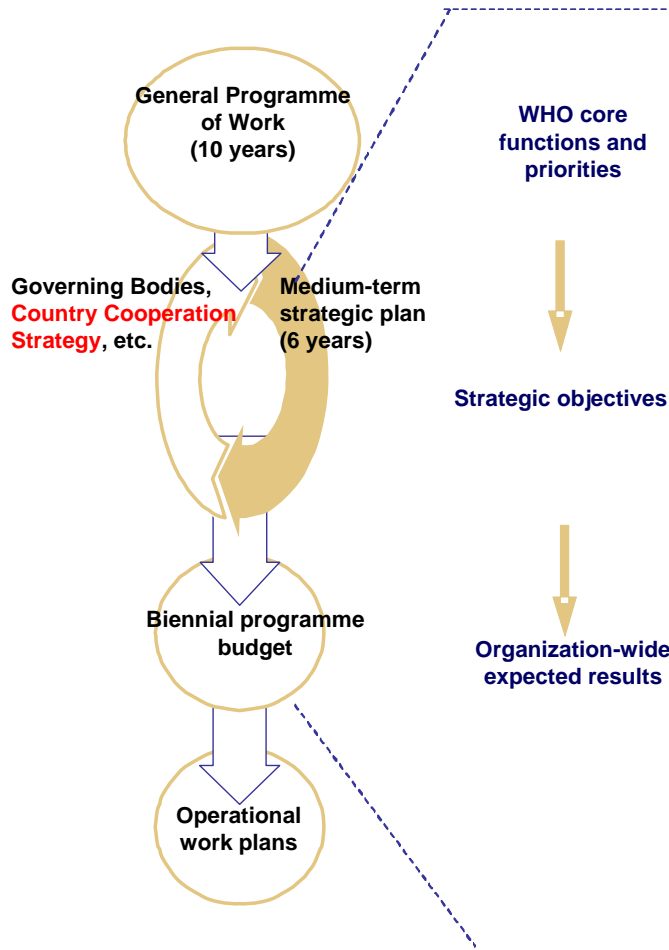 General Programme
of Work
(10 years)
WHO core
functions and
priorities
Governing Bodies,
Country Cooperation
Strategy, etc.
Medium-term
strategic plan
(6 years)
Strategic objectives
Biennial programme
budget
Organization-wide
expected results
Operational
work plans